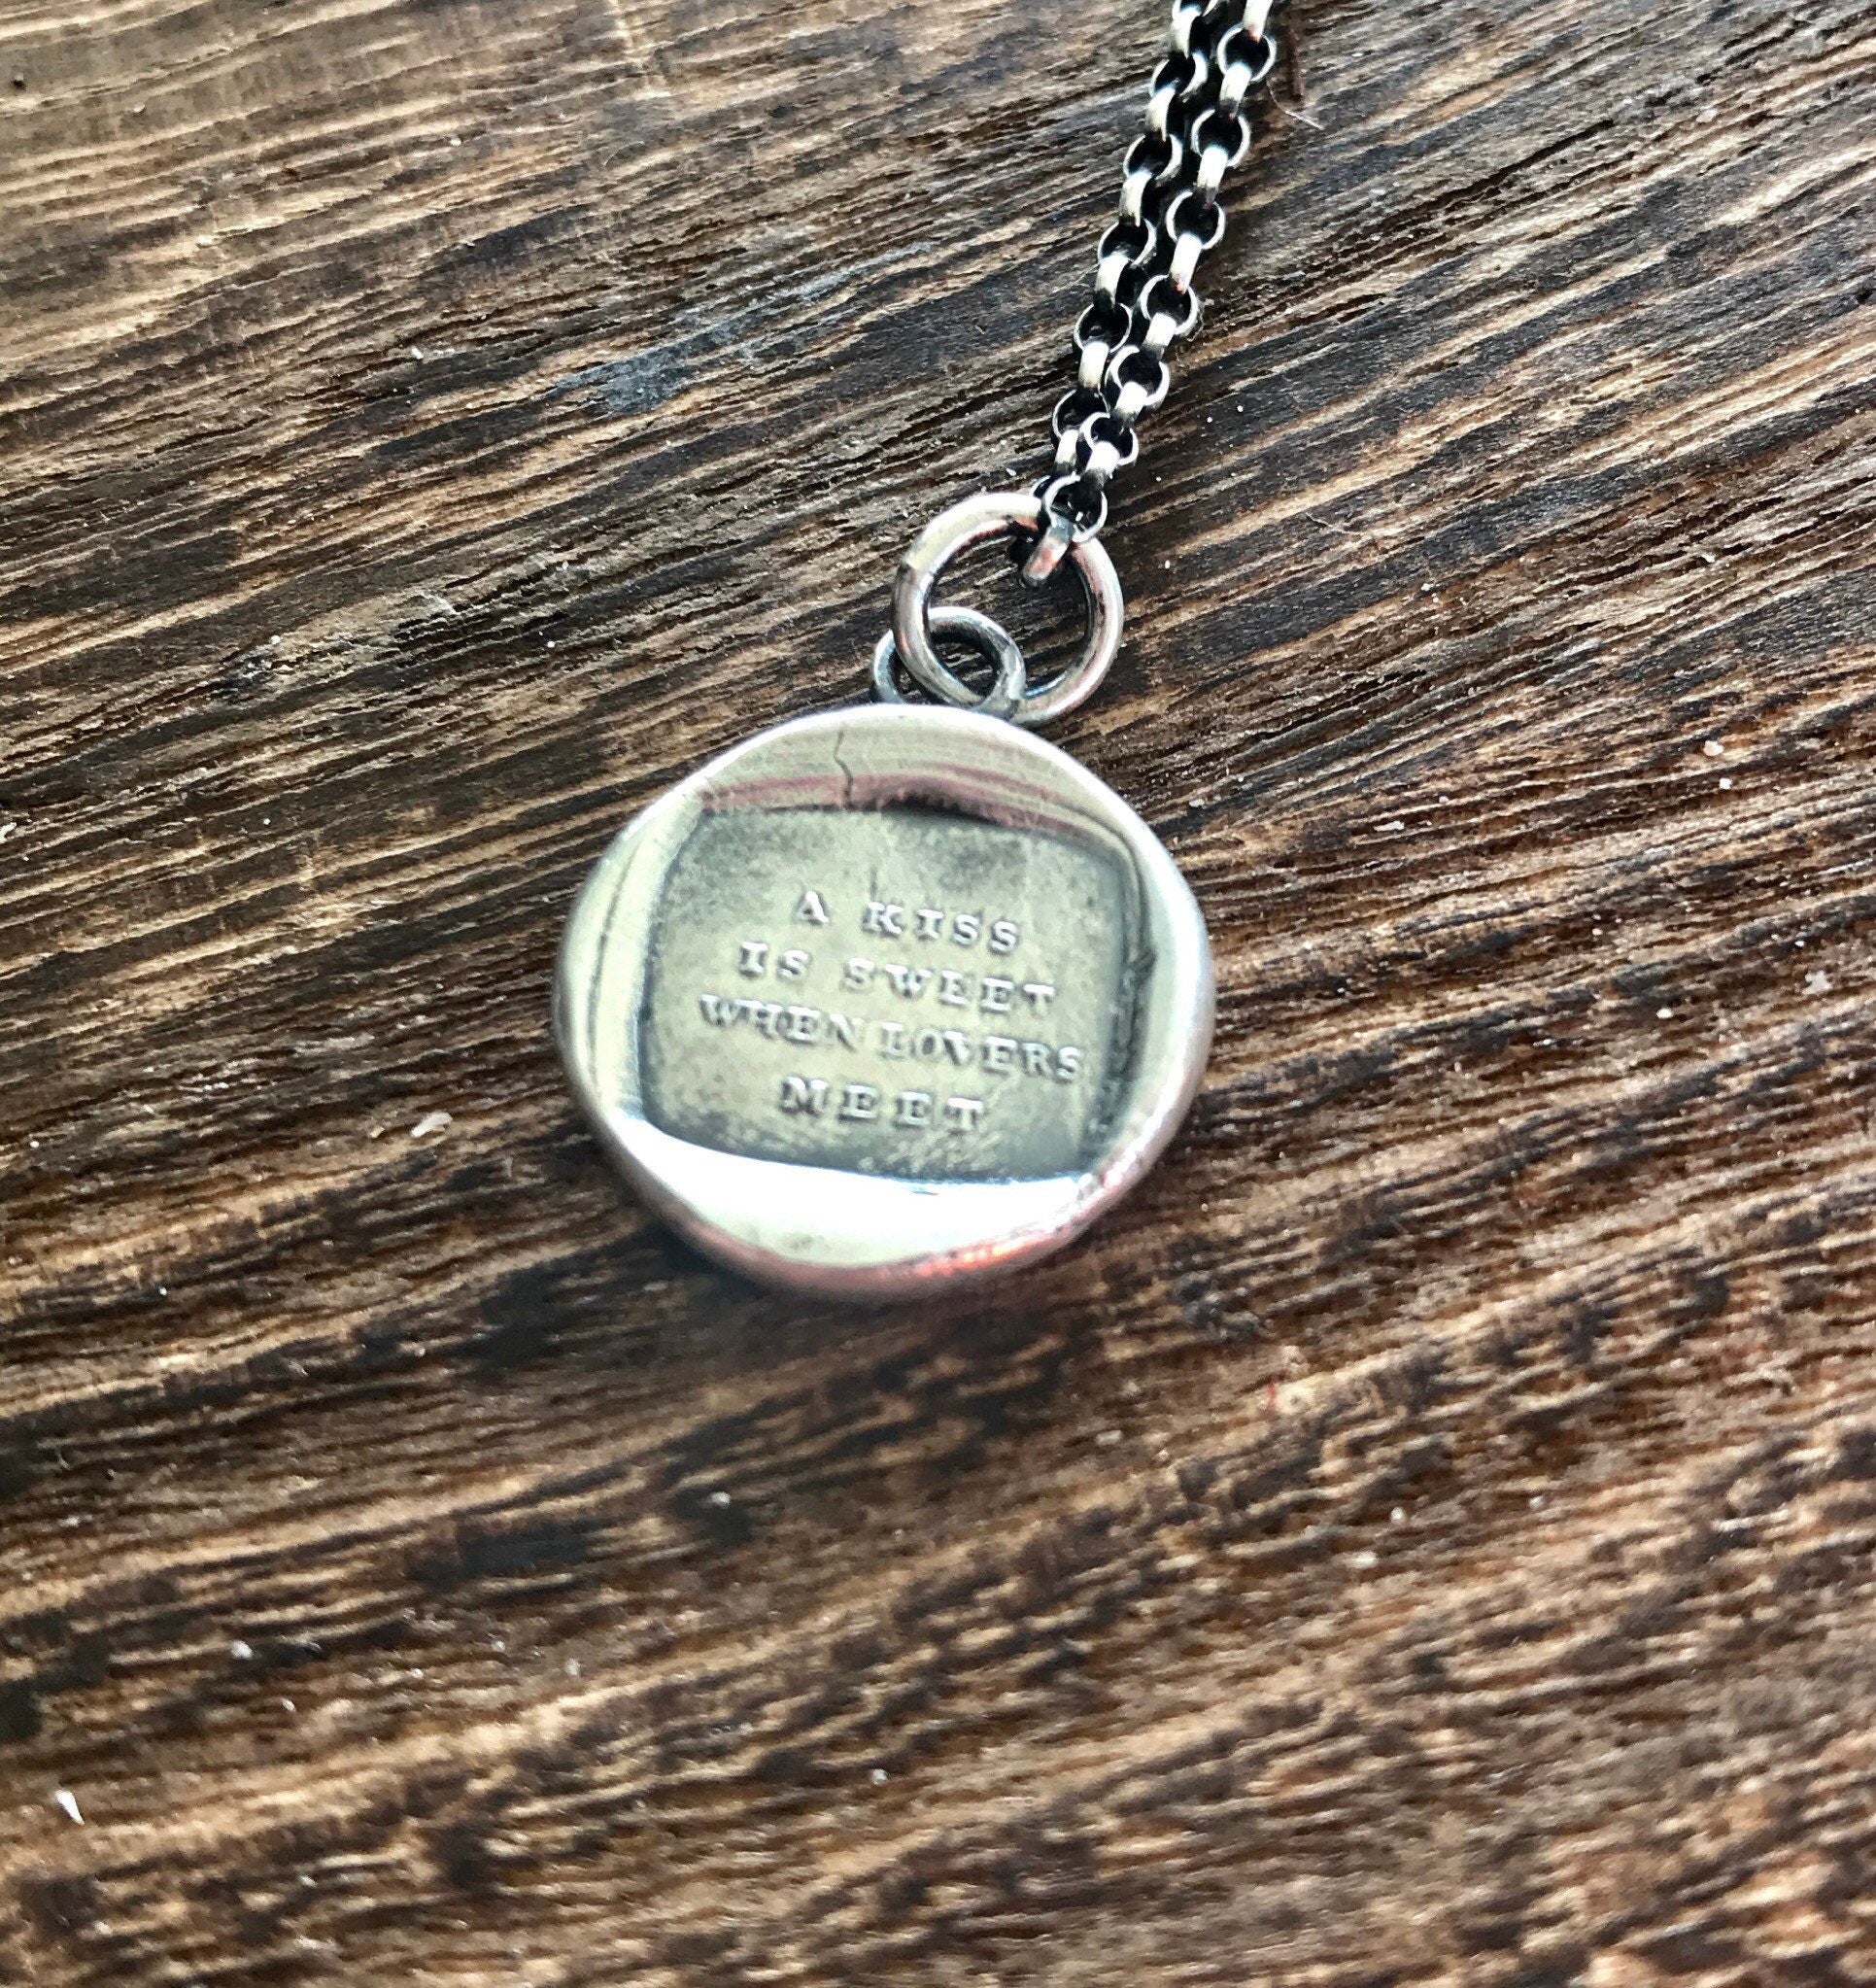 A KISS
IS SWEET
WHEN LOVERS
MEET